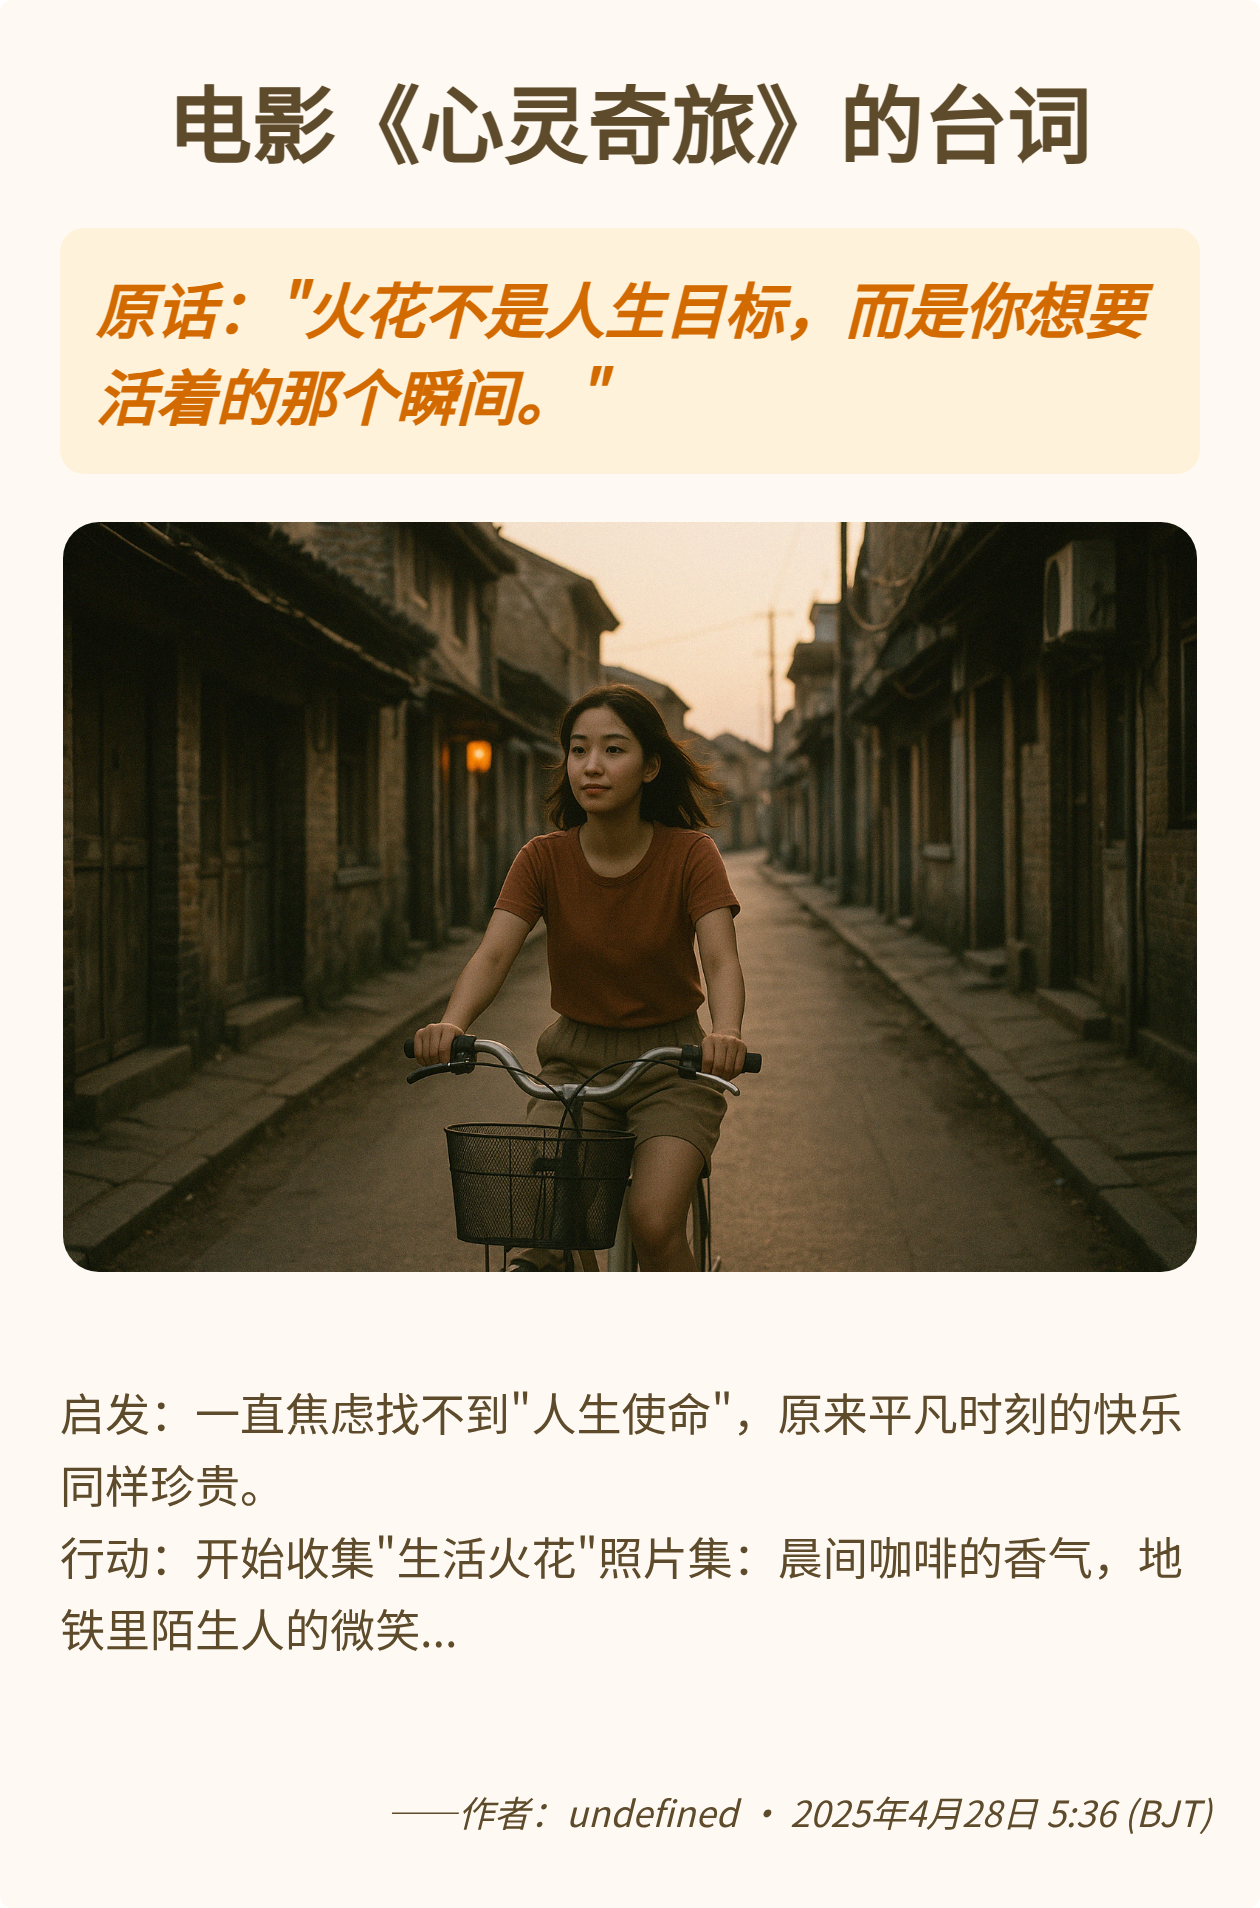 电影《心灵奇旅》的台词
原话："火花不是人生目标，而是你想要
活着的那个瞬间。"
启发：一直焦虑找不到"人生使命"，原来平凡时刻的快乐
同样珍贵。
行动：开始收集"生活火花"照片集：晨间咖啡的香气，地
铁里陌生人的微笑...
——作者：undefined • 2025年4月28日 5:36 (BJT)